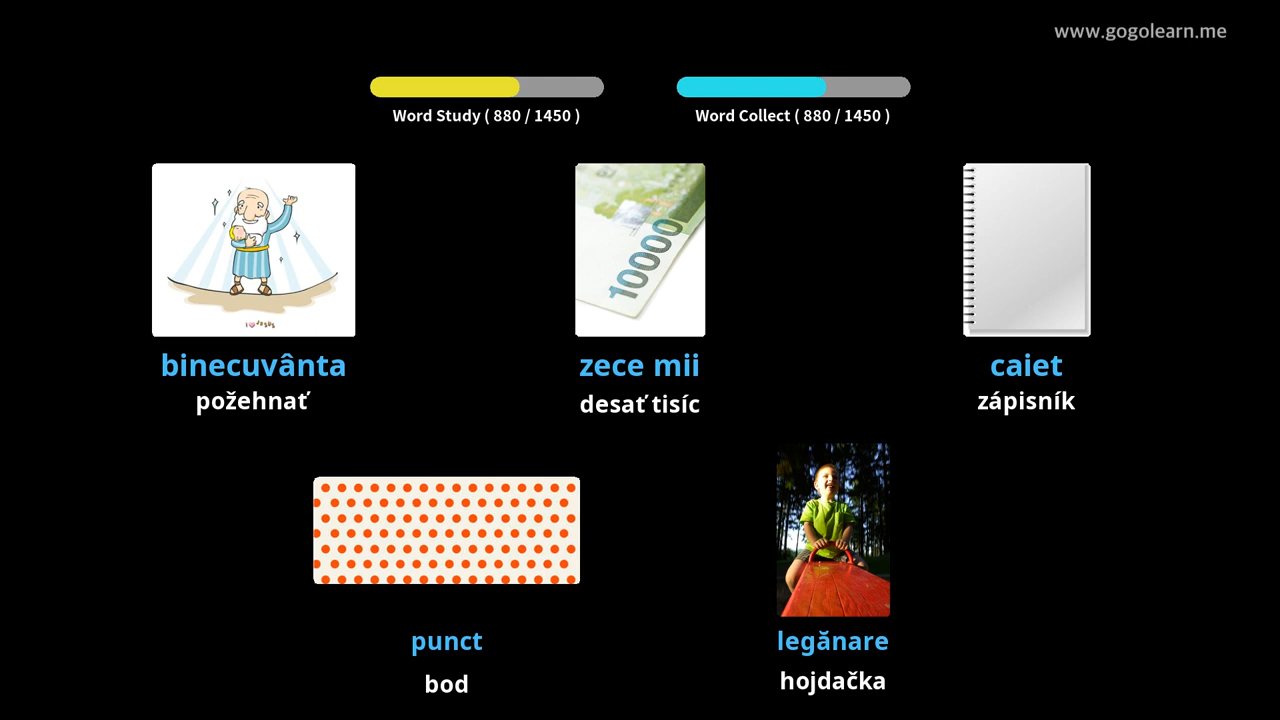 www.gogolearn.me
Word Study ( 880 / 1450 )
Word Collect ( 880 / 1450 )
I JESUS
10000
binecuvânta
zece mii
caiet
požehnať
desať tisíc
zápisník
punct
legănare
bod
hojdačka